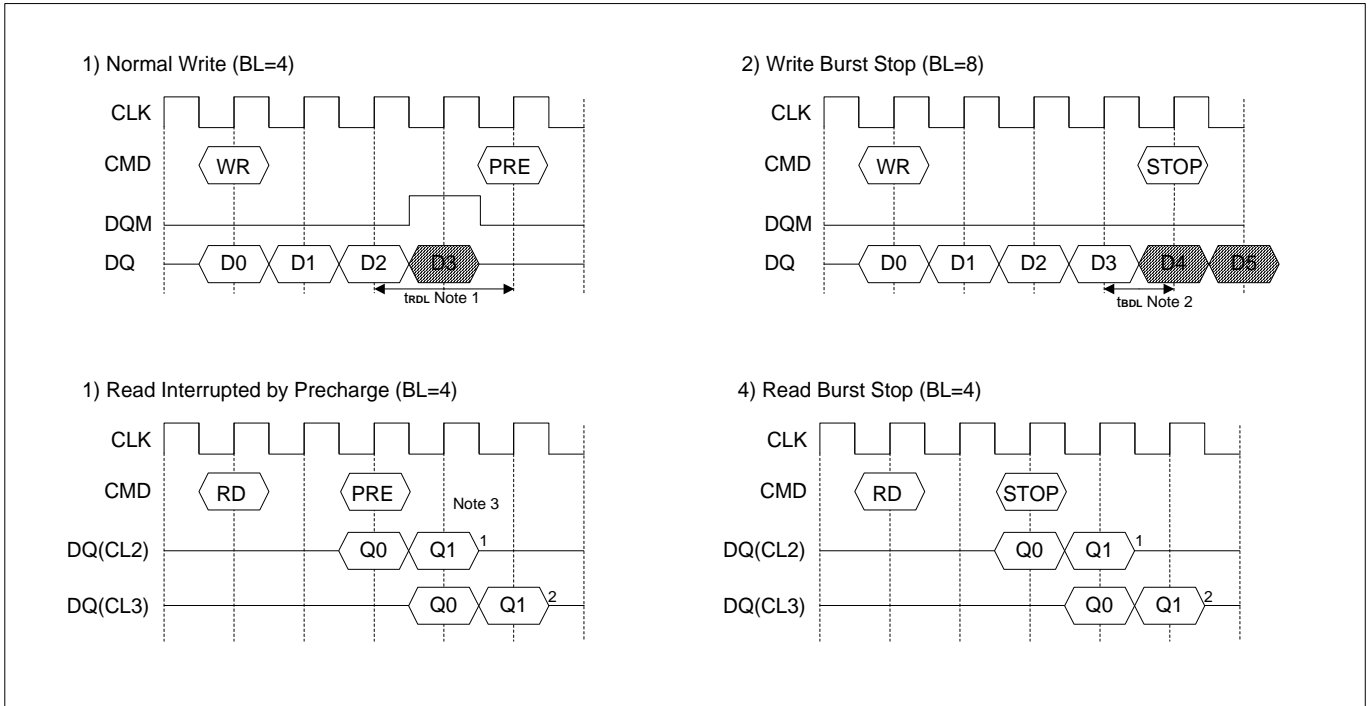 1) Normal Write (BL=4)
CLK
CMD WR PRE
DQM
DQ D0 D1 D2 D3
tRDL Note 1
2) Write Burst Stop (BL=8)
CLK
CMD WR STOP
DQM
DQ D0 D1 D2 D3 D4 D5
tBDL Note 2
1) Read Interrupted by Precharge (BL=4)
CLK
CMD RD PRE
Note 3
DQ(CL2) Q0 Q1 1
DQ(CL3) Q0 Q1 2
4) Read Burst Stop (BL=4)
CLK
CMD RD STOP
DQ(CL2) Q0 Q1 1
DQ(CL3) Q0 Q1 2